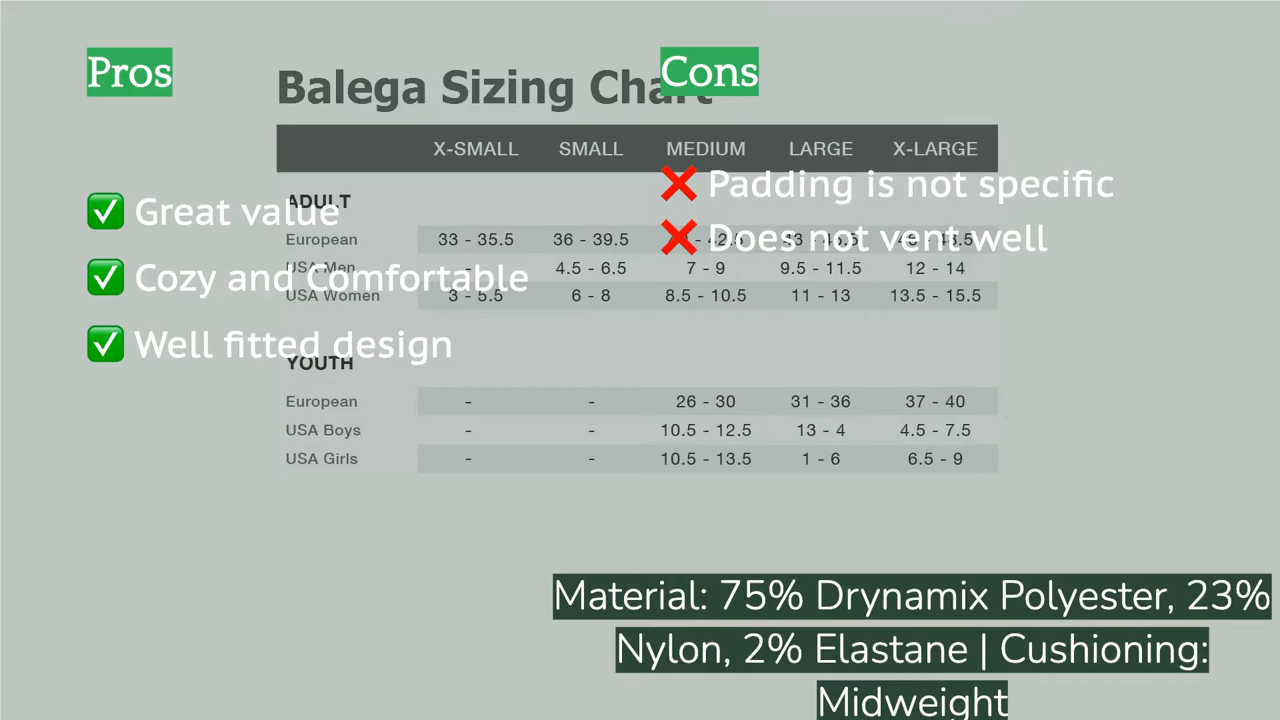 Pros
Cons
Balega Sizing Chart
X-SMALL SMALL MEDIUM LARGE X-LARGE
Padding is not specific
ADULT
Great value
European 33 - 35.5 36 - 39.5
Does not vent well
USA Men - 4.5 - 6.5 7 - 9 9.5 - 11.5 12 - 14
Cozy and Comfortable
USA Women 3 - 5.5 6 - 8 8.5 - 10.5 11 - 13 13.5 - 15.5
Well fitted design
YOUTH
European - - 26 - 30 31 - 36 37 - 40
USA Boys - - 10.5 - 12.5 13 - 4 4.5 - 7.5
USA Girls - - 10.5 - 13.5 1 - 6 6.5 - 9
Material: 75% Drynamix Polyester, 23%
Nylon, 2% Elastane | Cushioning:
Midweight